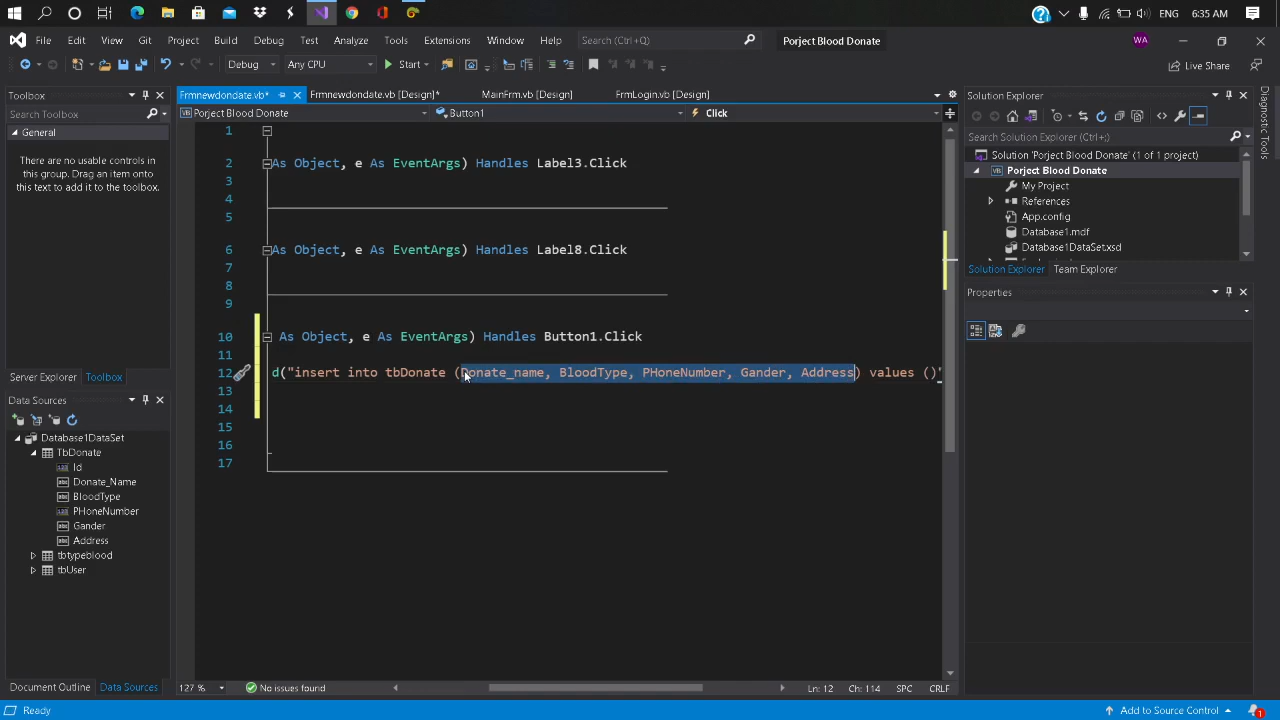 ENG
6:35 AM
File Edit View Git Project Build Debug Test Analyze Tools Extensions Window Help
Search (Ctrl+Q)
Porject Blood Donate
WA
Debug
Any CPU
Start
Live Share
Toolbox
Search Toolbox
General
There are no usable controls in
this group. Drag an item onto
this text to add it to the toolbox.
Server Explorer Toolbox
Data Sources
Database1DataSet
TbDonate
Id
Donate_Name
BloodType
PHoneNumber
Gander
Address
tbtypeblood
tbUser
Document Outline Data Sources
Frmnewdondate.vb*
Frmnewdondate.vb [Design]*
MainFrm.vb [Design]
FrmLogin.vb [Design]
Porject Blood Donate
Button1
Click
1
2 As Object, e As EventArgs) Handles Label3.Click
3
4
5
6 As Object, e As EventArgs) Handles Label8.Click
7
8
9
10 As Object, e As EventArgs) Handles Button1.Click
11
12 d("insert into tbDonate (Donate_name, BloodType, PHoneNumber, Gander, Address) values ()"
13
14
15
16
17
127 %
No issues found
Ln: 12
Ch: 114
SPC
CRLF
Solution Explorer
Search Solution Explorer (Ctrl+;)
Solution 'Porject Blood Donate' (1 of 1 project)
Porject Blood Donate
My Project
References
App.config
Database1.mdf
Database1DataSet.xsd
Solution Explorer Team Explorer
Properties
Diagnostic Tools
Ready
Add to Source Control